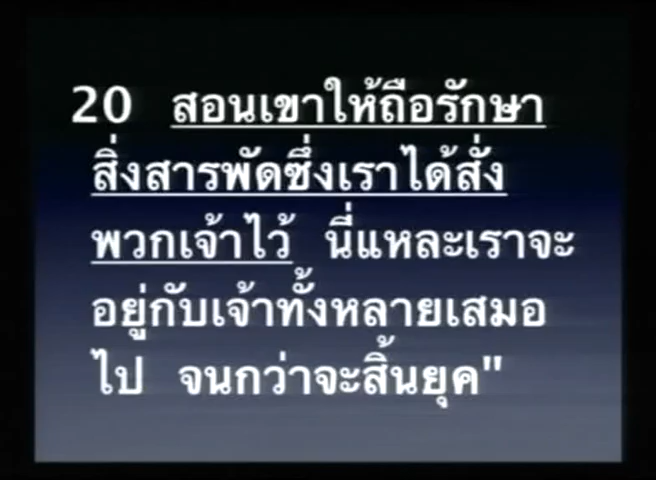 20 สอนเขาให้ถือรักษา
สิ่งสารพัดซึ่งเราได้สั่ง
พวกเจ้าไว้ นี่แหละเราจะ
อยู่กับเจ้าทั้งหลายเสมอ
ไป จนกว่าจะสิ้นยุค"